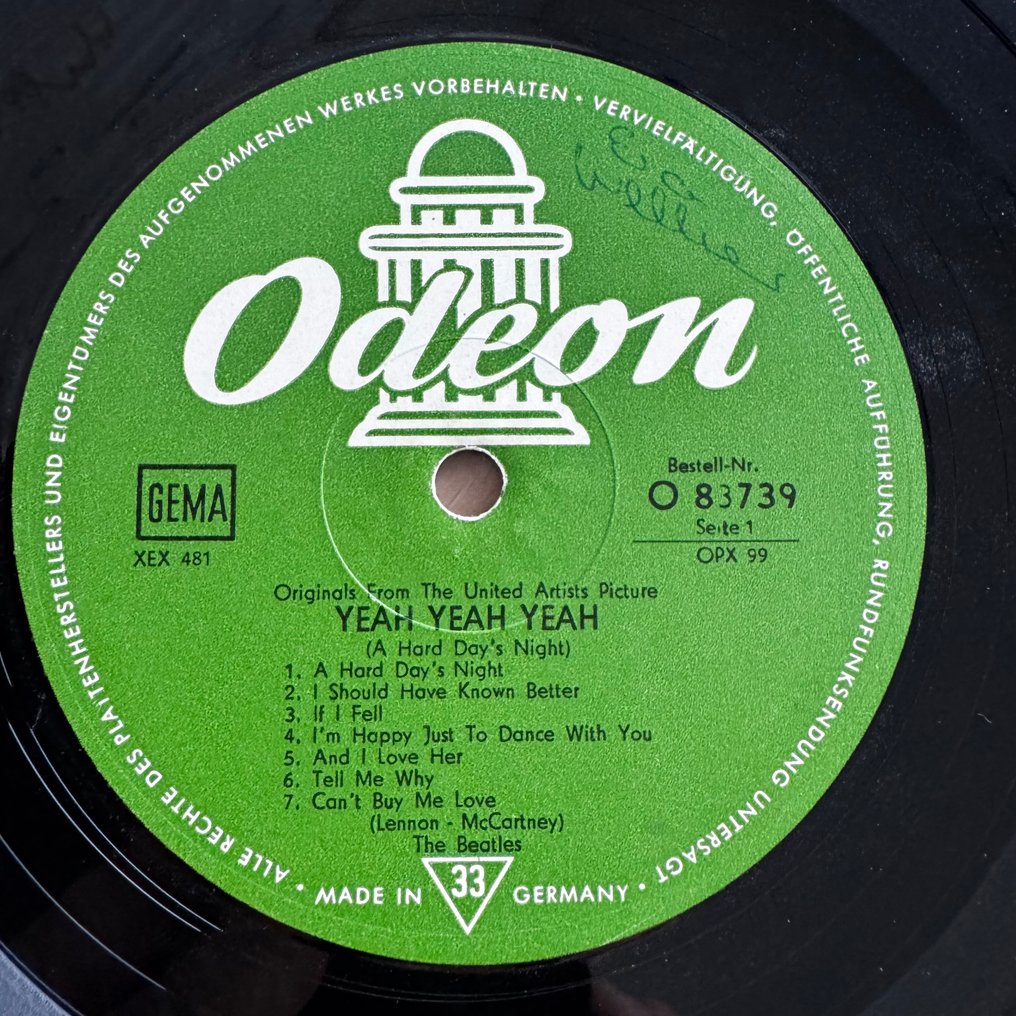 ALLE RECHTE DES PLATTENHERSTELLERS UND EIGENTÜMERS DES AUFGENOMMENEN WERKES VORBEHALTEN • VERVIELFÄLTIGUNG, ÖFFENTLICHE AUFFÜHRUNG, RUNDFUNKSENDUNG UNTERSAGT •
Odeon
GEMA
XEX 481
Bestell-Nr.
O 83739
Seite 1
OPX 99
Originals From The United Artists Picture
YEAH YEAH YEAH
(A Hard Day's Night)
1. A Hard Day's Night
2. I Should Have Known Better
3. If I Fell
4. I'm Happy Just To Dance With You
5. And I Love Her
6. Tell Me Why
7. Can't Buy Me Love
(Lennon - McCartney)
The Beatles
MADE IN 33 GERMANY •